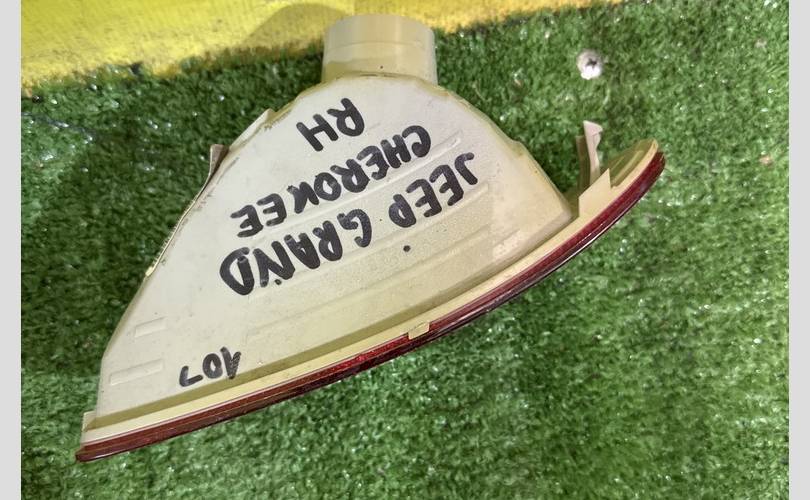 107
JEEP GRAND
CHEROKEE
RH